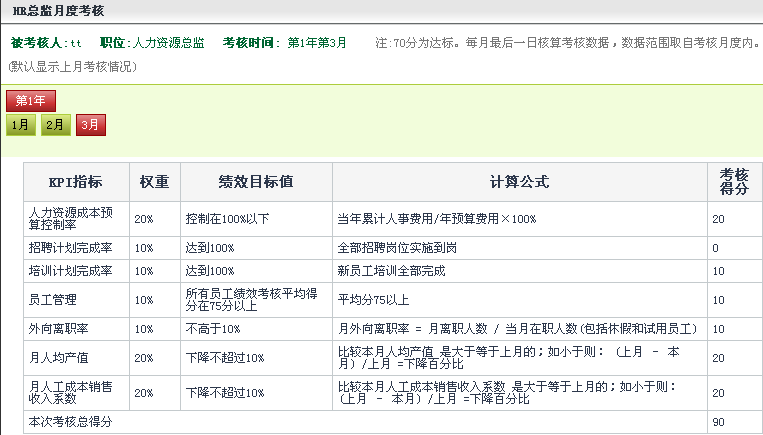 HR总监月度考核
被考核人:tt 职位:人力资源总监 考核时间: 第1年第3月 注:70分为达标。每月最后一日核算考核数据，数据范围取自考核月度内。
(默认显示上月考核情况)
第1年
1月 2月 3月
KPI指标 权重 绩效目标值 计算公式 考核得分
人力资源成本预
算控制率 20% 控制在100%以下 当年累计人事费用/年预算费用×100% 20
招聘计划完成率 10% 达到100% 全部招聘岗位实施到岗 0
培训计划完成率 10% 达到100% 新员工培训全部完成 10
员工管理 10% 所有员工绩效考核平均得
分在75分以上 平均分75以上 10
外向离职率 10% 不高于10% 月外向离职率 = 月离职人数 / 当月在职人数(包括休假和试用员工) 10
月人均产值 20% 下降不超过10% 比较本月人均产值 是大于等于上月的；如小于则： (上月 - 本
月) /上月 =下降百分比 20
月人工成本销售
收入系数 20% 下降不超过10% 比较本月人工成本销售收入系数 是大于等于上月的；如小于则：
(上月 - 本月) /上月 =下降百分比 20
本次考核总得分 90